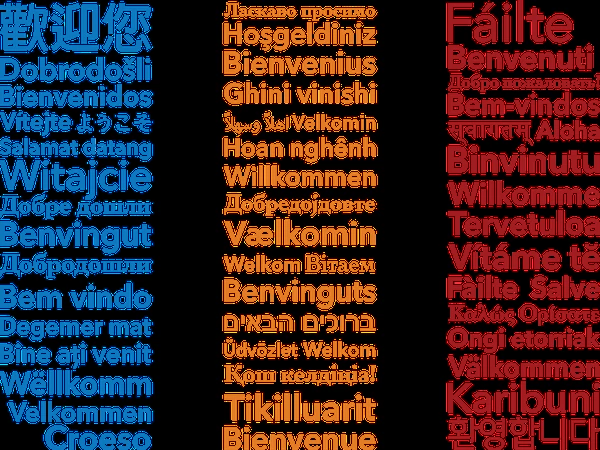 歡迎您
Dobrodošli
Bienvenidos
Vítejte ようこそ
Salamat datang
Witajcie
Добре дошли
Benvingut
Добродошли
Bem vindo
Degemer mat
Bine ați venit
Wëllkomm
Velkommen
Croeso
Ласкаво просимо
Hoşgeldiniz
Bienvenius
Ghini vinishi
اهلاً وسهلاً Velkomin
Hoan nghênh
Willkommen
Добредојдовте
Vælkomin
Welkom Вітаем
Benvinguts
ברוכים הבאים
Üdvözlet Welkom
Қош келдіңіз!
Tikilluarit
Bienvenue
Fáilte
Benvenuti
Добро пожаловать!
Bem-vindos
Aloha
Binvinutu
Wilkomme
Tervetuloa
Vítáme tě
Fàilte Salve
Καλώς Ορίσατε
Ongi etorriak
Välkommen
Karibuni
환영합니다